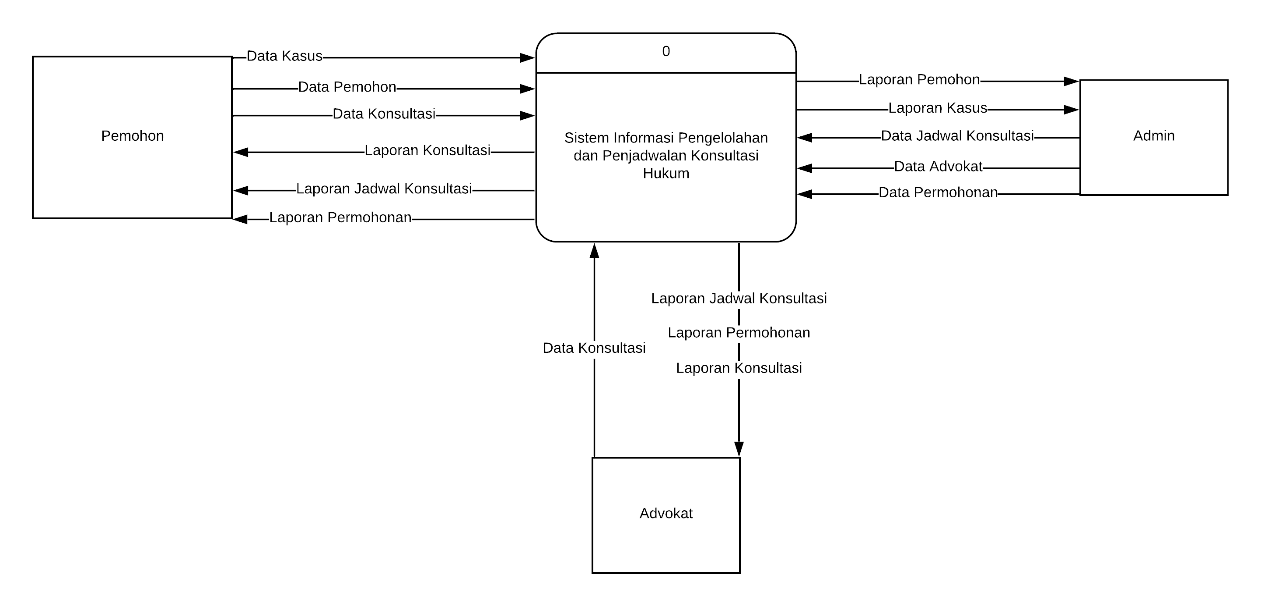 Data Kasus
Data Pemohon
Data Konsultasi
Laporan Konsultasi
Laporan Jadwal Konsultasi
Laporan Permohonan
Pemohon
0
Sistem Informasi Pengelolahan
dan Penjadwalan Konsultasi
Hukum
Laporan Pemohon
Laporan Kasus
Data Jadwal Konsultasi
Data Advokat
Data Permohonan
Admin
Data Konsultasi
Laporan Jadwal Konsultasi
Laporan Permohonan
Laporan Konsultasi
Advokat